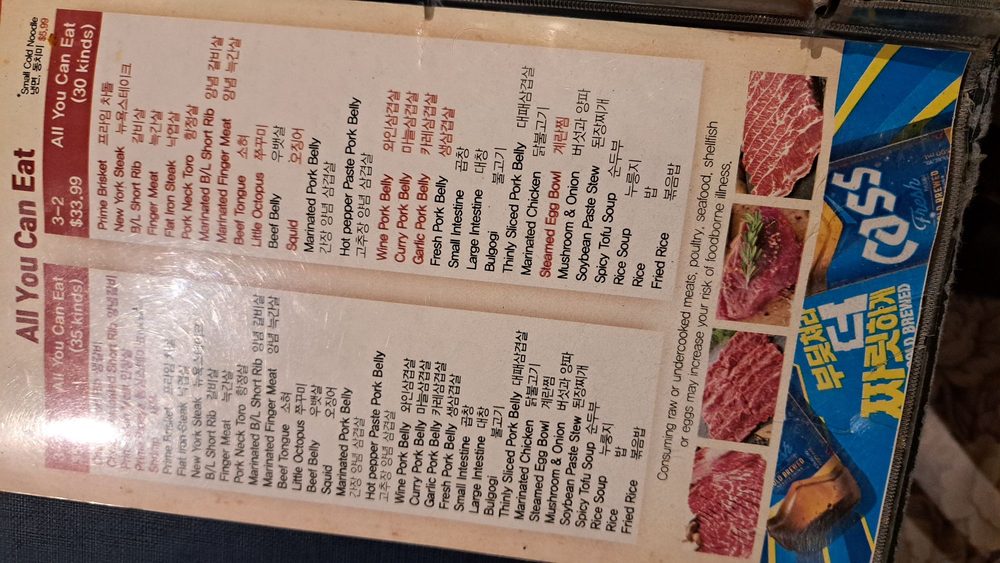 All You Can Eat
*Small Cold Noodle $6.99
냉면, 동치미
All You Can Eat
(35 kinds)
Prime Brisket
Flat Iron Steak 낙엽살
New York Steak 뉴욕스테이크
B/L Short Rib 갈비살
Finger Meat 늑간살
Pork Neck Toro 항정살
Marinated B/L Short Rib 양념 갈비살
Marinated Finger Meat 양념 늑간살
Beef Tongue 소혀
Little Octopus 쭈꾸미
Beef Belly 우뱃살
Squid 오징어
Marinated Pork Belly
간장 양념 삼겹살
Hot pepper Paste Pork Belly
고추장 양념 삼겹살
Wine Pork Belly 와인삼겹살
Curry Pork Belly 마늘삼겹살
Garlic Pork Belly 카레삼겹살
Fresh Pork Belly 생삼겹살
Small Intestine 곱창
Large Intestine 대창
Bulgogi 불고기
Thinly Sliced Pork Belly 대패삼겹살
Marinated Chicken 닭불고기
Steamed Egg Bowl 계란찜
Mushroom & Onion 버섯과 양파
Soybean Paste Stew 된장찌개
Spicy Tofu Soup 순두부
Rice Soup 누룽지
Rice 밥
Fried Rice 볶음밥
3-2 All You Can Eat
$33.99 (30 kinds)
Prime Brisket 프라임 차돌
New York Steak 뉴욕스테이크
B/L Short Rib 갈비살
Finger Meat 늑간살
Flat Iron Steak 낙엽살
Pork Neck Toro 항정살
Marinated B/L Short Rib 양념 갈비살
Marinated Finger Meat 양념 늑간살
Beef Tongue 소혀
Little Octopus 쭈꾸미
Beef Belly 우뱃살
Squid 오징어
Marinated Pork Belly
간장 양념 삼겹살
Hot pepper Paste Pork Belly
고추장 양념 삼겹살
Wine Pork Belly 와인삼겹살
Curry Pork Belly 마늘삼겹살
Garlic Pork Belly 카레삼겹살
Fresh Pork Belly 생삼겹살
Small Intestine 곱창
Large Intestine 대창
Bulgogi 불고기
Thinly Sliced Pork Belly 대패삼겹살
Marinated Chicken 닭불고기
Steamed Egg Bowl 계란찜
Mushroom & Onion 버섯과 양파
Soybean Paste Stew 된장찌개
Spicy Tofu Soup 순두부
Rice Soup 누룽지
Rice 밥
Fried Rice 볶음밥
Consuming raw or undercooked meats, poultry, seafood, shellfish
or eggs may increase your risk of foodborne illness.
부딪쳐라
더
짜릿하게
COLD BREWED
Cass
Fresh